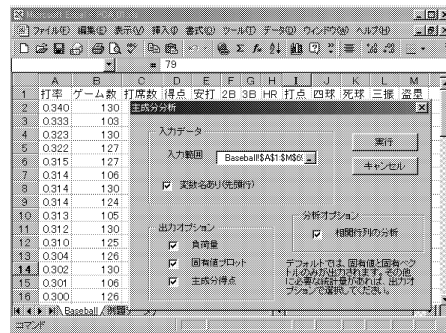 Microsoft Excel
ファイル(F) 編集(E) 表示(V) 挿入(I) 書式(O) ツール(T) データ(D) ウィンドウ(W) ヘルプ(H)
= 79
A B C D E F G H I J K L M
1 打率 ゲーム数 打席数 得点 安打 2B 3B HR 打点 四球 死球 三振 盗塁
2 0.340 130
3 0.333 103
4 0.323 130
5 0.322 127
6 0.315 127
7 0.314 106
8 0.314 130
9 0.314 124
10 0.313 105
11 0.312 130
12 0.310 125
13 0.304 126
14 0.302 130
15 0.301 106
16 0.300 126
主成分分析
入力データ
入力範囲 Baseball!$A$1:$M$6
変数名あり(先頭行)
実行
キャンセル
出力オプション
負荷量
固有値プロット
主成分得点
分析オプション
相関行列の分析
デフォルトでは、固有値と固有ベク
トルのみが出力されます。その他
に必要な統計量があれば、出力オ
プションで選択してください。
Baseball
コマンド